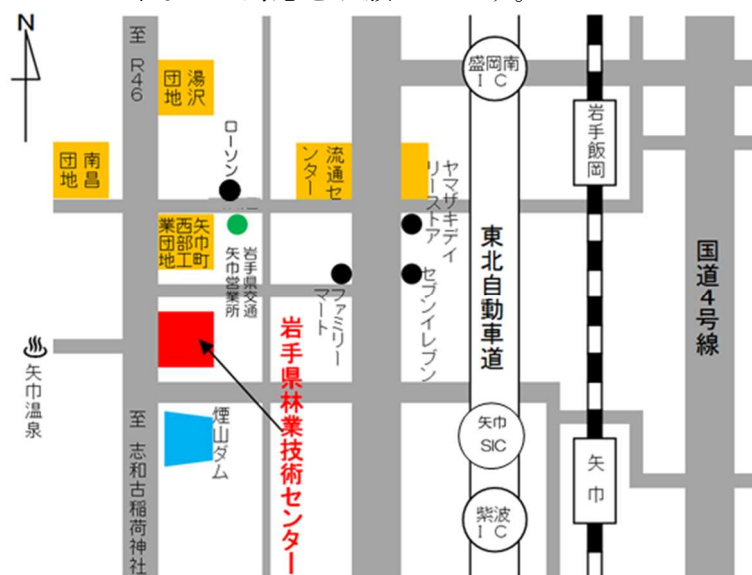 N
至 R46
湯沢
団地
盛岡南
IC
ローソン
岩手飯岡
南昌
団地
流通セ
ンター
ヤマザキデイ
リーストア
矢巾町
西部工
業団地
岩手県交通
矢巾営業所
東北自動車道
国道4号線
ファミリー
マート
セブンイレブン
岩手県林業技術センター
矢巾温泉
至 志和古稲荷神社
煙山ダム
矢巾
SIC
矢巾
紫波
IC